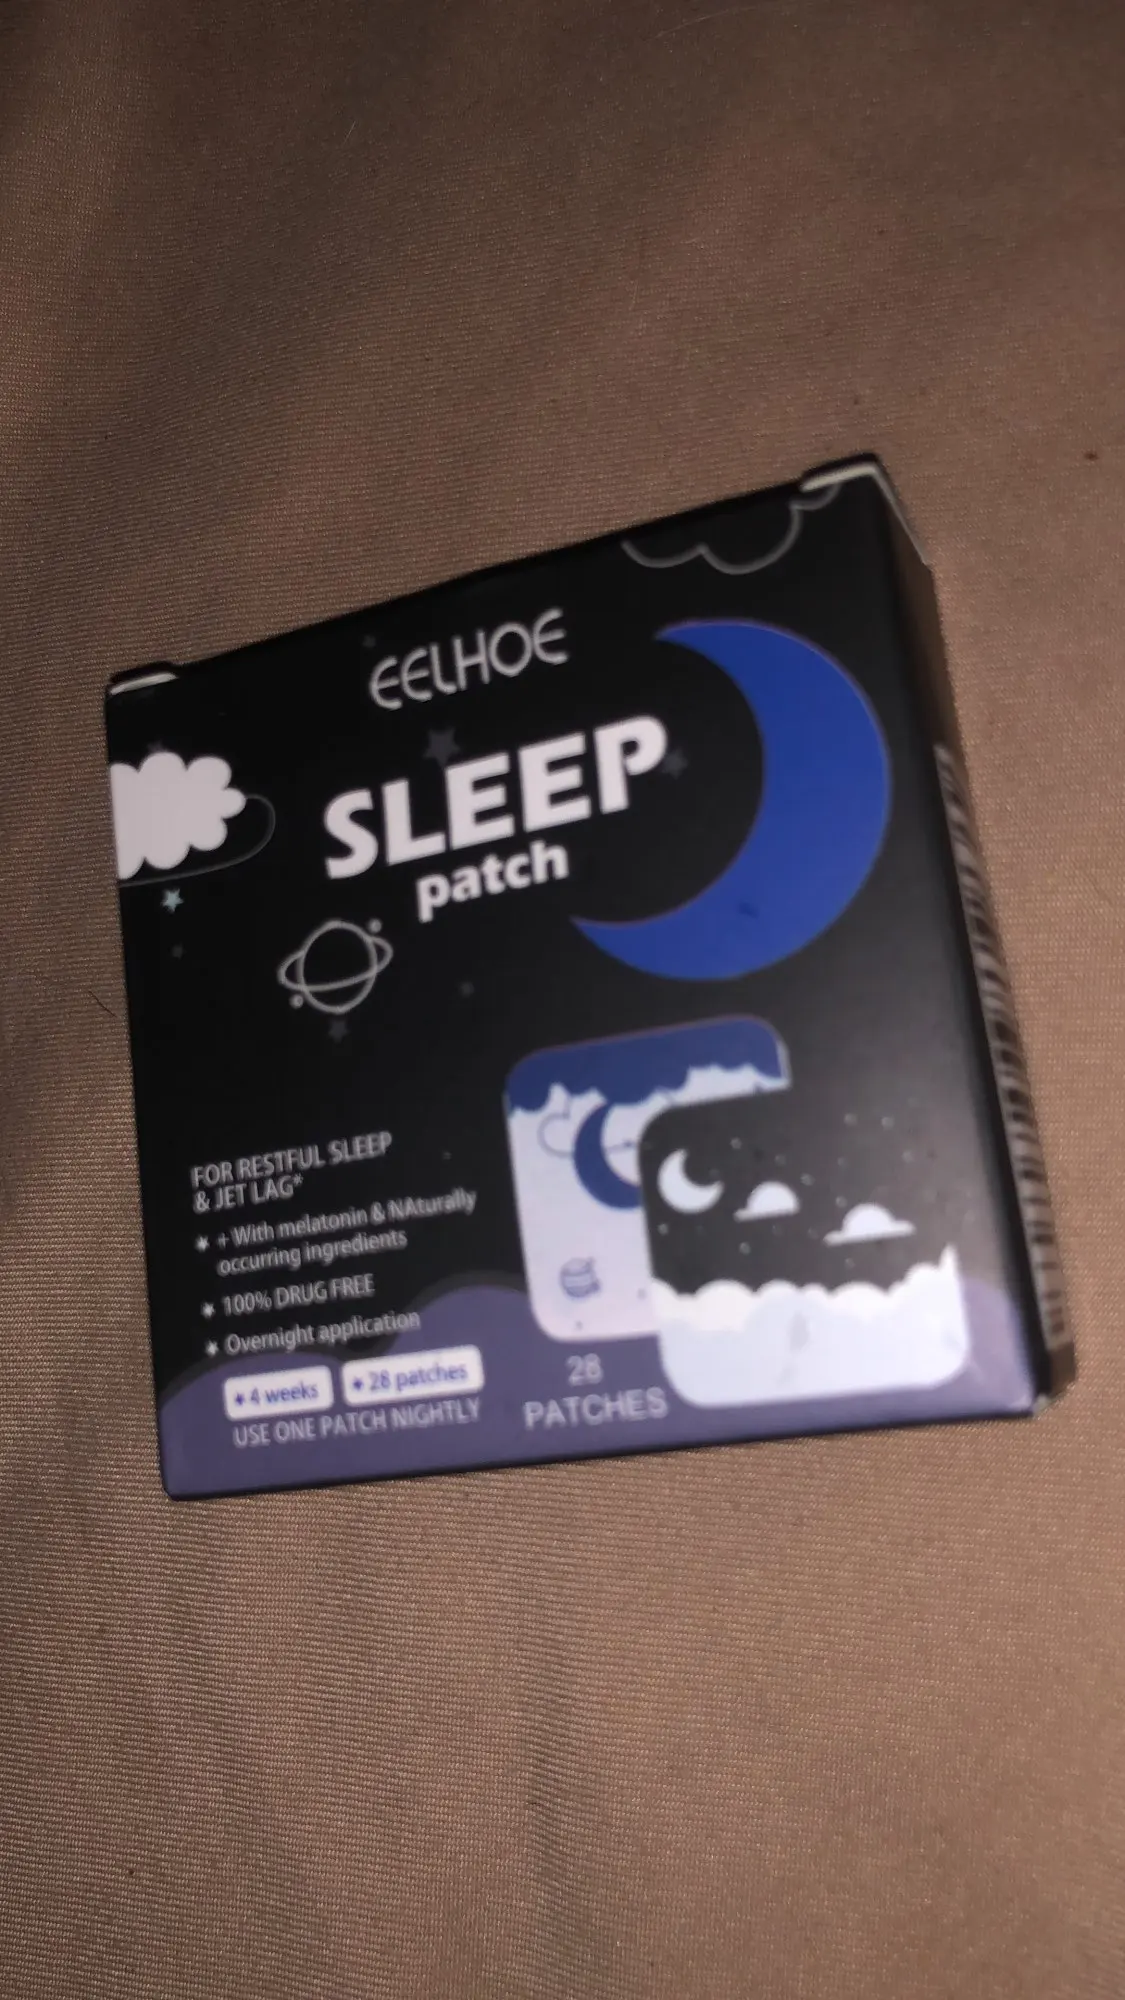 EELHOE
SLEEP
patch
FOR RESTFUL SLEEP
& JET LAG*
+ With melatonin & NAturally
occurring ingredients
100% DRUG FREE
Overnight application
4 weeks
28 patches
USE ONE PATCH NIGHTLY
28
PATCHES